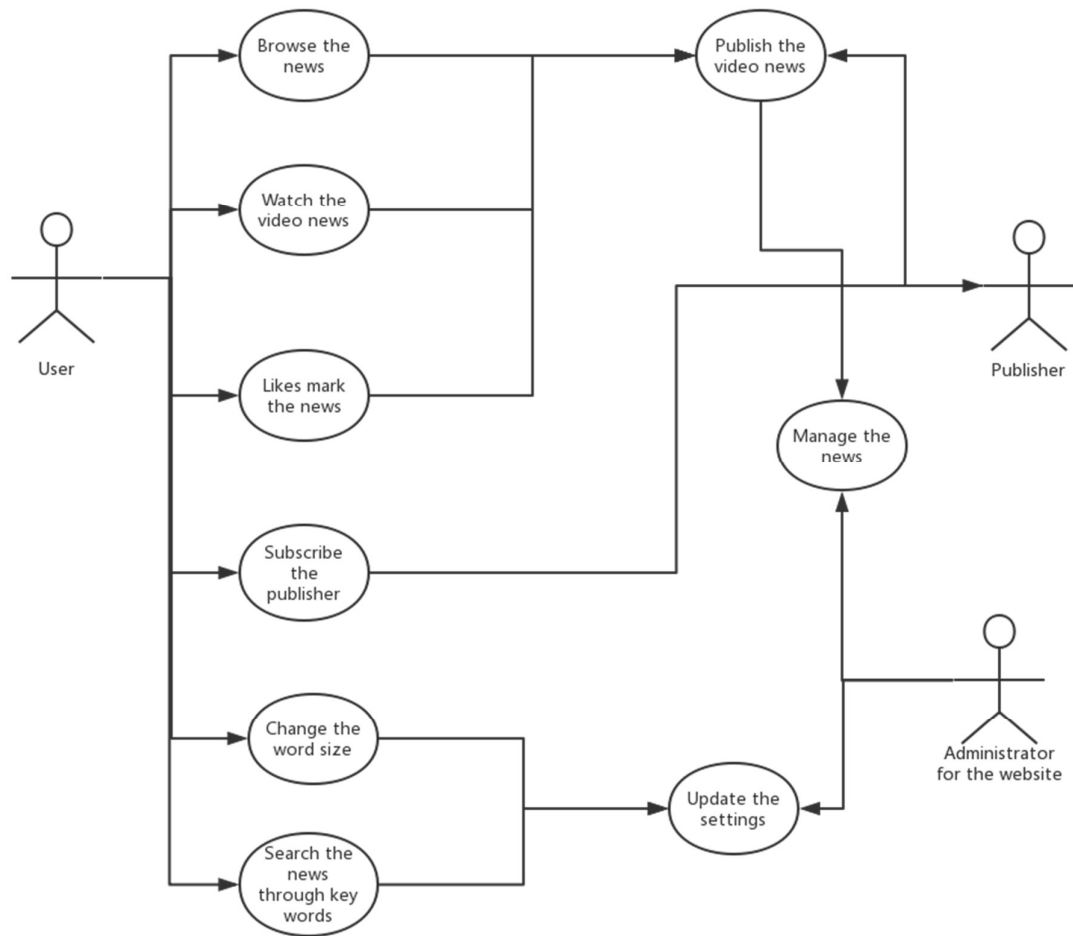 Browse the
news
Publish the
video news
Watch the
video news
User
Likes mark
the news
Publisher
Manage the
news
Subscribe
the
publisher
Change the
word size
Administrator
for the website
Update the
settings
Search the
news
through key
words